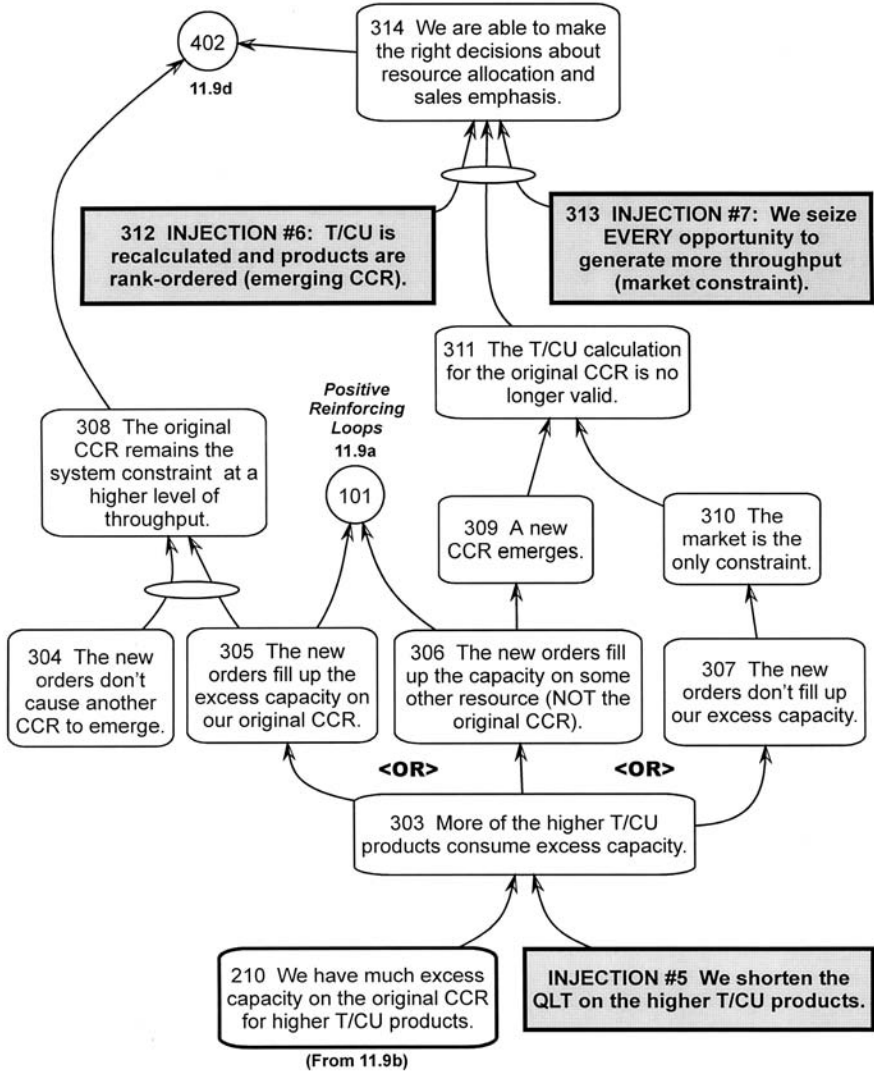 402
11.9d
314 We are able to make
the right decisions about
resource allocation and
sales emphasis.
312 INJECTION #6: T/CU is
recalculated and products are
rank-ordered (emerging CCR).
313 INJECTION #7: We seize
EVERY opportunity to
generate more throughput
(market constraint).
311 The T/CU calculation
for the original CCR is no
longer valid.
Positive
Reinforcing
Loops
11.9a
101
308 The original
CCR remains the
system constraint at a
higher level of
throughput.
309 A new
CCR emerges.
310 The
market is the
only constraint.
304 The new
orders don't
cause another
CCR to emerge.
305 The new
orders fill up the
excess capacity on
our original CCR.
306 The new orders fill
up the capacity on some
other resource (NOT the
original CCR).
307 The new
orders don't fill up
our excess capacity.
<OR>
<OR>
303 More of the higher T/CU
products consume excess capacity.
210 We have much excess
capacity on the original CCR
for higher T/CU products.
(From 11.9b)
INJECTION #5 We shorten the
QLT on the higher T/CU products.